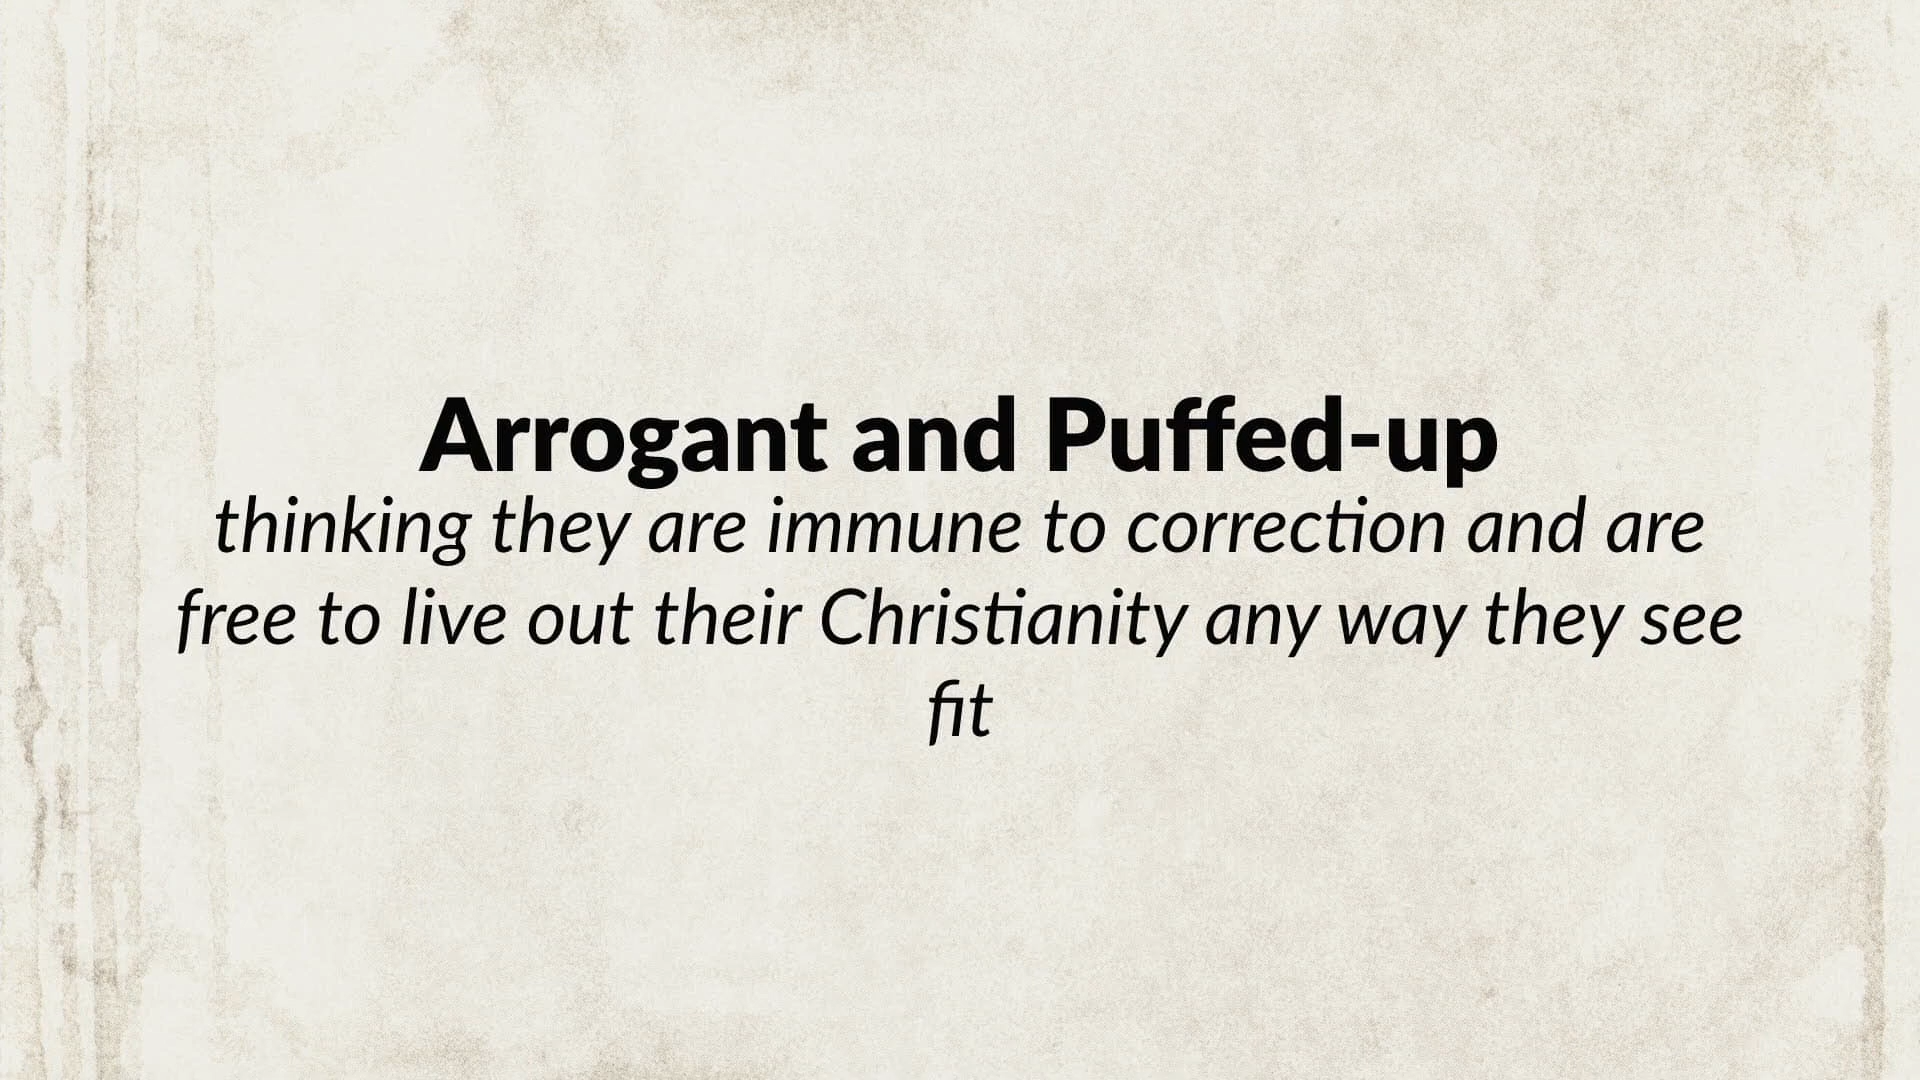 Arrogant and Puffed-up
thinking they are immune to correction and are
free to live out their Christianity any way they see
fit